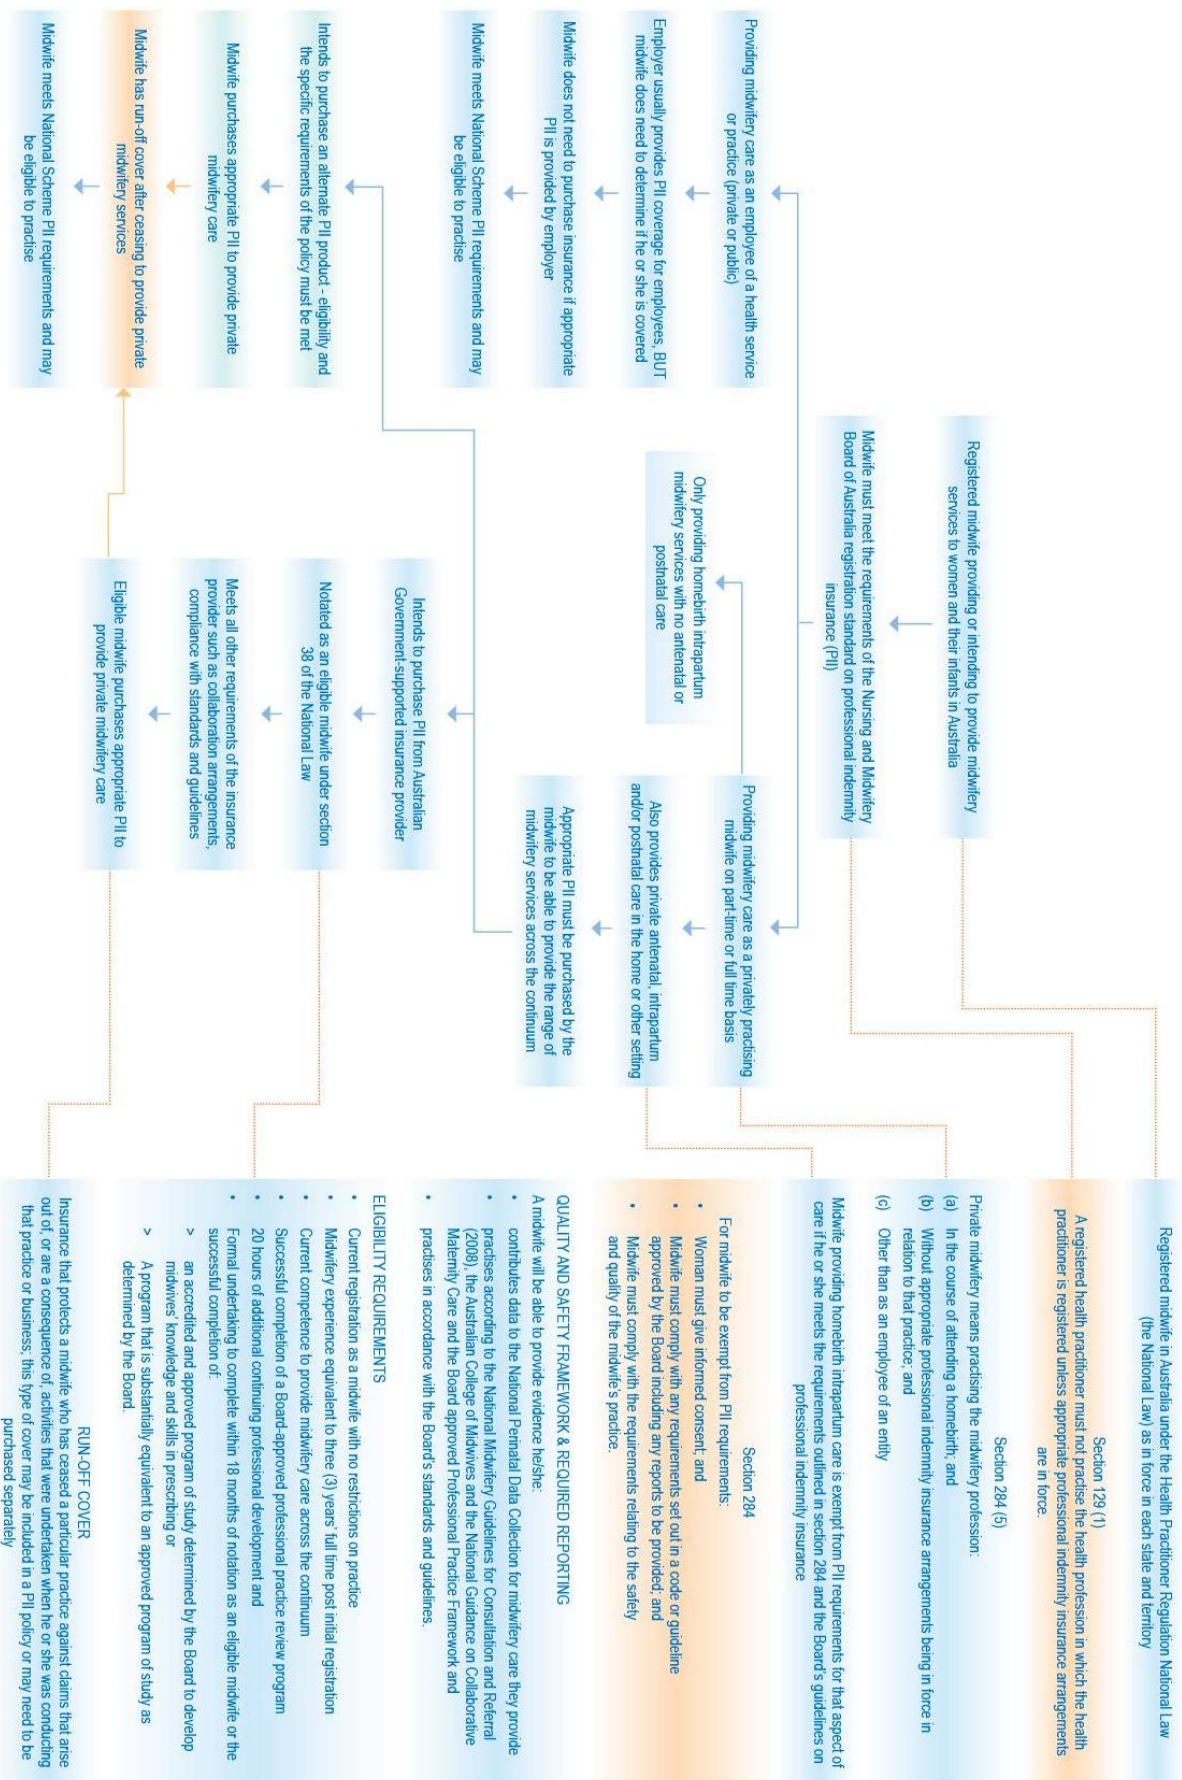 Registered midwife providing or intending to provide midwifery
services to women and their infants in Australia
Midwife must meet the requirements of the Nursing and Midwifery
Board of Australia registration standard on professional indemnity
insurance (PII)
Providing midwifery care as an employee of a health service
or practice (private or public)
Employer usually provides PII coverage for employees, BUT
midwife does need to determine if he or she is covered
Midwife does not need to purchase insurance if appropriate
PII is provided by employer
Midwife meets National Scheme PII requirements and may
be eligible to practise
Only providing homebirth intrapartum
midwifery services with no antenatal or
postnatal care
Providing midwifery care as a privately practising
midwife on part-time or full time basis
Also provides private antenatal, intrapartum
and/or postnatal care in the home or other setting
Appropriate PII must be purchased by the
midwife to be able to provide the range of
midwifery services across the continuum
Intends to purchase an alternate PII product - eligibility and
the specific requirements of the policy must be met
Midwife purchases appropriate PII to provide private
midwifery care
Midwife has run-off cover after ceasing to provide private
midwifery services
Midwife meets National Scheme PII requirements and may
be eligible to practise
Intends to purchase PII from Australian
Government-supported insurance provider
Notated as an eligible midwife under section
38 of the National Law
Meets all other requirements of the insurance
provider such as collaboration arrangements,
compliance with standards and guidelines
Eligible midwife purchases appropriate PII to
provide private midwifery care
Registered midwife in Australia under the Health Practitioner Regulation National Law
(the National Law) as in force in each state and territory
Section 129 (1)
A registered health practitioner must not practise the health profession in which the health
practitioner is registered unless appropriate professional indemnity insurance arrangements
are in force.
Section 284 (5)
Private midwifery means practising the midwifery profession:
(a) In the course of attending a homebirth; and
(b) Without appropriate professional indemnity insurance arrangements being in force in
relation to that practice; and
(c) Other than as an employee of an entity
Midwife providing homebirth intrapartum care is exempt from PII requirements for that aspect of
care if he or she meets the requirements outlined in section 284 and the Board's guidelines on
professional indemnity insurance
Section 284
For midwife to be exempt from PII requirements:
• Woman must give informed consent; and
• Midwife must comply with any requirements set out in a code or guideline
approved by the Board including any reports to be provided; and
• Midwife must comply with the requirements relating to the safety
and quality of the midwife's practice.
QUALITY AND SAFETY FRAMEWORK & REQUIRED REPORTING
A midwife will be able to provide evidence he/she:
• contributes data to the National Perinatal Data Collection for midwifery care they provide
• practises according to the National Midwifery Guidelines for Consultation and Referral
(2008), the Australian College of Midwives and the National Guidance on Collaborative
Maternity Care and the Board approved Professional Practice Framework and
• practises in accordance with the Board's standards and guidelines.
ELIGIBILITY REQUIREMENTS
• Current registration as a midwife with no restrictions on practice
• Midwifery experience equivalent to three (3) years' full time post initial registration
• Current competence to provide midwifery care across the continuum
• Successful completion of a Board-approved professional practice review program
• 20 hours of additional continuing professional development and
• Formal undertaking to complete within 18 months of notation as an eligible midwife or the
successful completion of:
> an accredited and approved program of study determined by the Board to develop
midwives' knowledge and skills in prescribing or
> A program that is substantially equivalent to an approved program of study as
determined by the Board.
RUN-OFF COVER
Insurance that protects a midwife who has ceased a particular practice against claims that arise
out of, or are a consequence of, activities that were undertaken when he or she was conducting
that practice or business; this type of cover may be included in a PII policy or may need to be
purchased separately